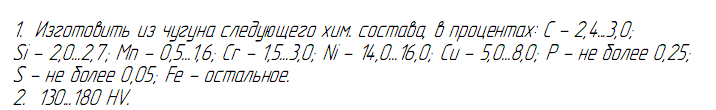 1. Изготовить из чугуна следующего хим. состава, в процентах: C – 2,4...3,0;
Si – 2,0...2,7; Mn – 0,5...1,6; Cr – 1,5...3,0; Ni – 14,0...16,0; Cu – 5,0...8,0; P – не более 0,25;
S – не более 0,05; Fe – остальное.
2. 130...180 HV.